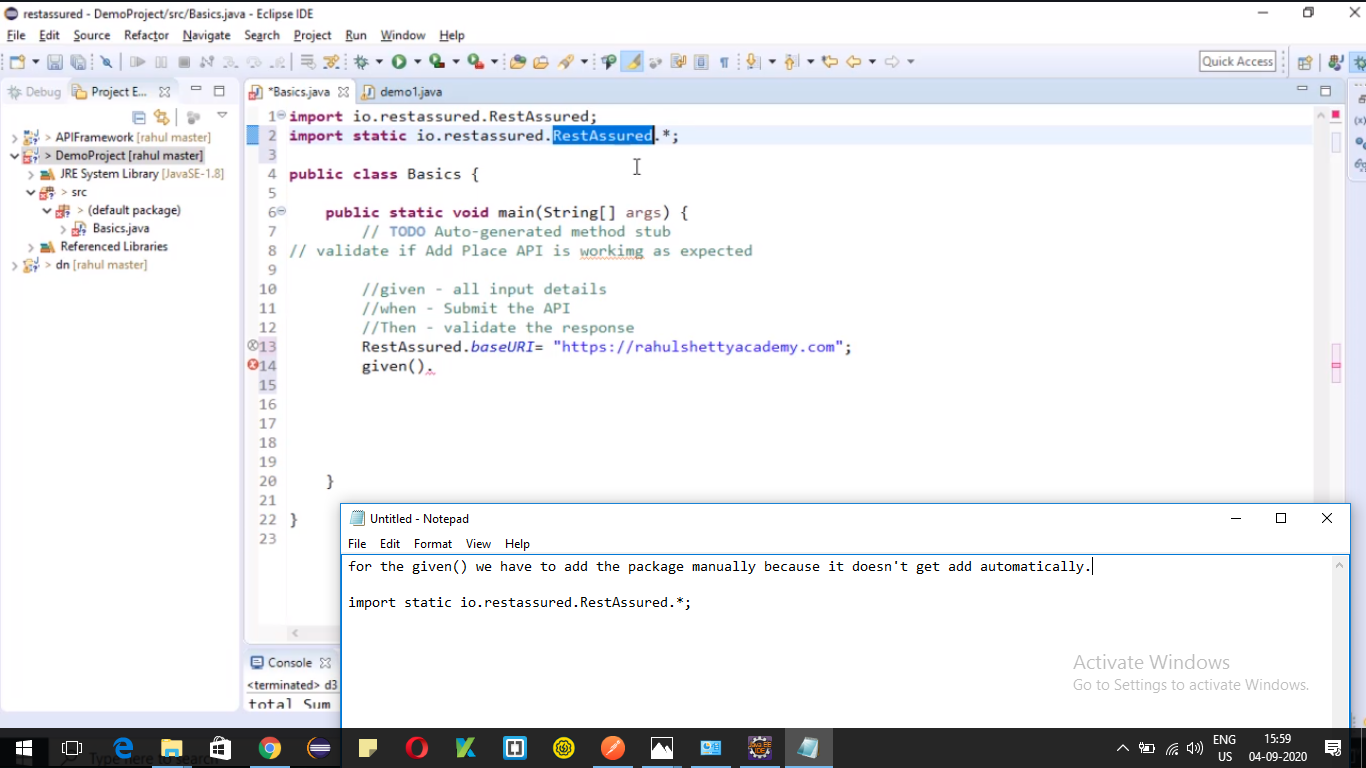 restassured - DemoProject/src/Basics.java - Eclipse IDE
File Edit Source Refactor Navigate Search Project Run Window Help
Quick Access
Debug Project E...
*Basics.java demo1.java
> APIFramework [rahul master]
> DemoProject [rahul master]
JRE System Library [JavaSE-1.8]
> src
> (default package)
Basics.java
Referenced Libraries
> dn [rahul master]
1 import io.restassured.RestAssured;
2 import static io.restassured.RestAssured.*;
3
4 public class Basics {
5
6 public static void main(String[] args) {
7 // TODO Auto-generated method stub
8 // validate if Add Place API is workimg as expected
9
10 //given - all input details
11 //when - Submit the API
12 //Then - validate the response
13 RestAssured.baseURI= "https://rahulshettyacademy.com";
14 given().
15
16
17
18
19
20 }
21
22 }
23
Console
<terminated> d3
total Sum
Untitled - Notepad
File Edit Format View Help
for the given() we have to add the package manually because it doesn't get add automatically.
import static io.restassured.RestAssured.*;
Activate Windows
Go to Settings to activate Windows.
Type here to search
ENG
US
15:59
04-09-2020